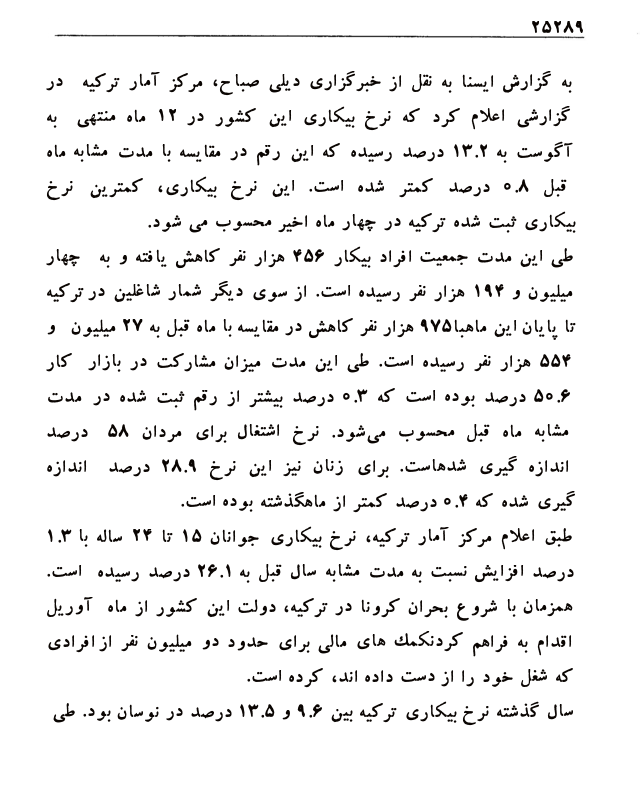 ۲۵۲۸۹
به گزارش ایسنا به نقل از خبرگزاری دیلی صباح، مرکز آمار ترکیه در
گزارشی اعلام کرد که نرخ بیکاری این کشور در ۱۲ ماه منتهی به
آگوست به ۱۳.۲ درصد رسیده که این رقم در مقایسه با مدت مشابه ماه
قبل ۰.۸ درصد کمتر شده است. این نرخ بیکاری، کمترین نرخ
بیکاری ثبت شده ترکیه در چهار ماه اخیر محسوب می شود.
طی این مدت جمعیت افراد بیکار ۴۵۶ هزار نفر کاهش یافته و به چهار
میلیون و ۱۹۴ هزار نفر رسیده است. از سوی دیگر شمار شاغلین در ترکیه
تا پایان این ماهبا۹۷۵ هزار نفر کاهش در مقایسه با ماه قبل به ۲۷ میلیون و
۵۵۴ هزار نفر رسیده است. طی این مدت میزان مشارکت در بازار کار
۵۰.۶ درصد بوده است که ۰.۳ درصد بیشتر از رقم ثبت شده در مدت
مشابه ماه قبل محسوب می‌شود. نرخ اشتغال برای مردان ۵۸ درصد
اندازه گیری شدهاست. برای زنان نیز این نرخ ۲۸.۹ درصد اندازه
گیری شده که ۰.۴ درصد کمتر از ماهگذشته بوده است.
طبق اعلام مرکز آمار ترکیه، نرخ بیکاری جوانان ۱۵ تا ۲۴ ساله با ۱.۳
درصد افزایش نسبت به مدت مشابه سال قبل به ۲۶.۱ درصد رسیده است.
همزمان با شروع بحران کرونا در ترکیه، دولت این کشور از ماه آوریل
اقدام به فراهم کردنکمك های مالی برای حدود دو میلیون نفر از افرادی
که شغل خود را از دست داده اند، کرده است.
سال گذشته نرخ بیکاری ترکیه بین ۹.۶ و ۱۳.۵ درصد در نوسان بود. طی